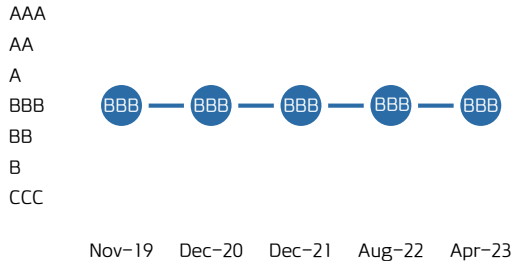 AAA
AA
A
BBB BBB BBB BBB BBB BBB
BB
B
CCC
Nov–19 Dec–20 Dec–21 Aug–22 Apr–23